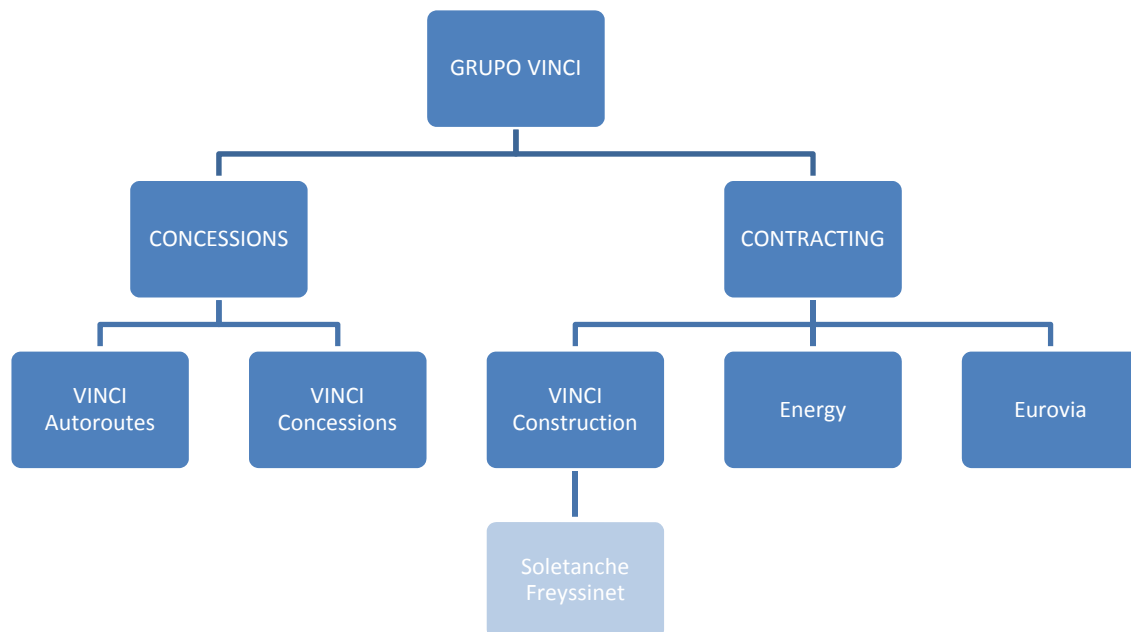 GRUPO VINCI
CONCESSIONS
CONTRACTING
VINCI
Autoroutes
VINCI
Concessions
VINCI
Construction
Energy
Eurovia
Soletanche
Freyssinet